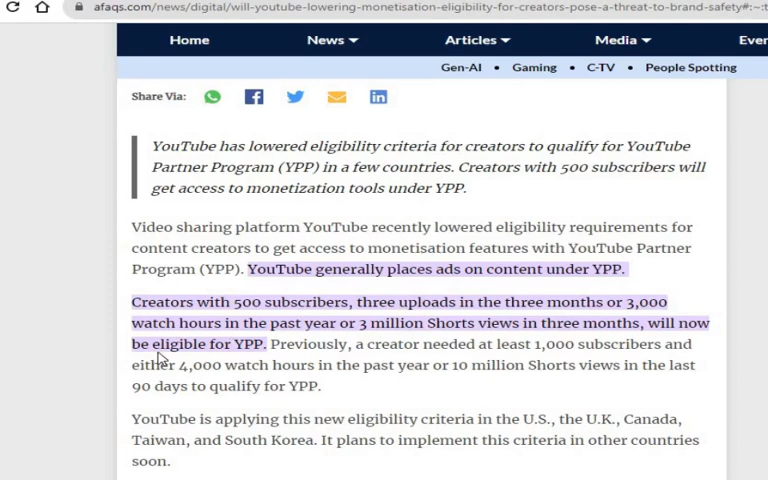 afaqs.com/news/digital/will-youtube-lowering-monetisation-eligibility-for-creators-pose-a-threat-to-brand-safety#:~:t
Home News Articles Media Ever
Gen-AI • Gaming • C-TV • People Spotting
Share Via:
YouTube has lowered eligibility criteria for creators to qualify for YouTube
Partner Program (YPP) in a few countries. Creators with 500 subscribers will
get access to monetization tools under YPP.
Video sharing platform YouTube recently lowered eligibility requirements for
content creators to get access to monetisation features with YouTube Partner
Program (YPP). YouTube generally places ads on content under YPP.
Creators with 500 subscribers, three uploads in the three months or 3,000
watch hours in the past year or 3 million Shorts views in three months, will now
be eligible for YPP. Previously, a creator needed at least 1,000 subscribers and
either 4,000 watch hours in the past year or 10 million Shorts views in the last
90 days to qualify for YPP.
YouTube is applying this new eligibility criteria in the U.S., the U.K., Canada,
Taiwan, and South Korea. It plans to implement this criteria in other countries
soon.